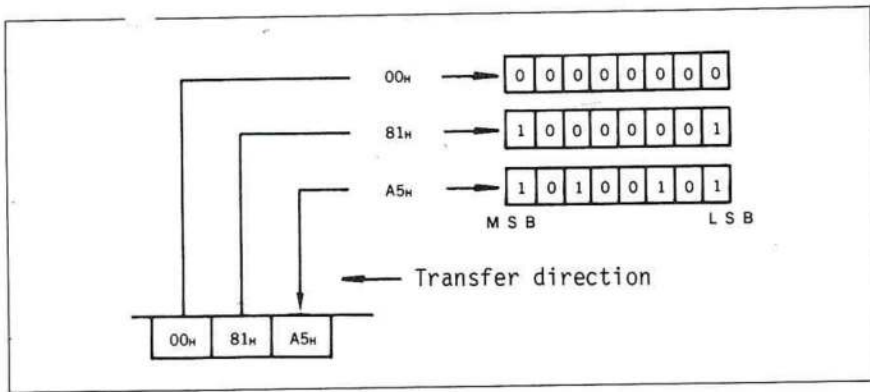 00H 0 0 0 0 0 0 0 0
81H 1 0 0 0 0 0 0 1
A5H 1 0 1 0 0 1 0 1
M S B L S B
Transfer direction
00H 81H A5H